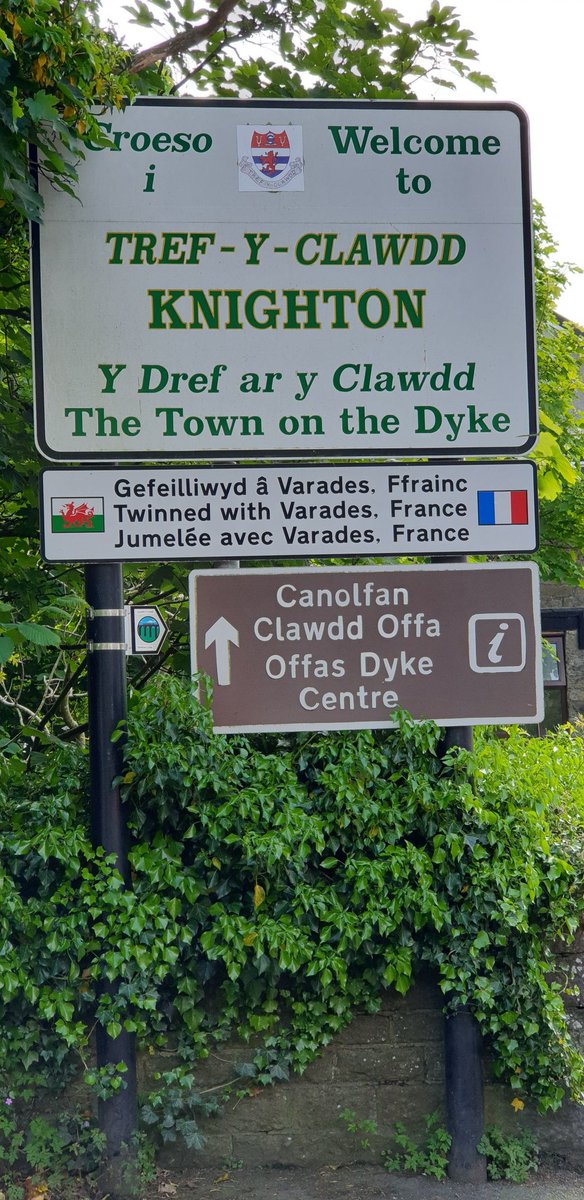 Croeso
i
Welcome
to
TREF-Y-CLAWDD
KNIGHTON
Y Dref ar y Clawdd
The Town on the Dyke
Gefeilliwyd â Varades, Ffrainc
Twinned with Varades, France
Jumelée avec Varades, France
Canolfan
Clawdd Offa
Offas Dyke
Centre
i